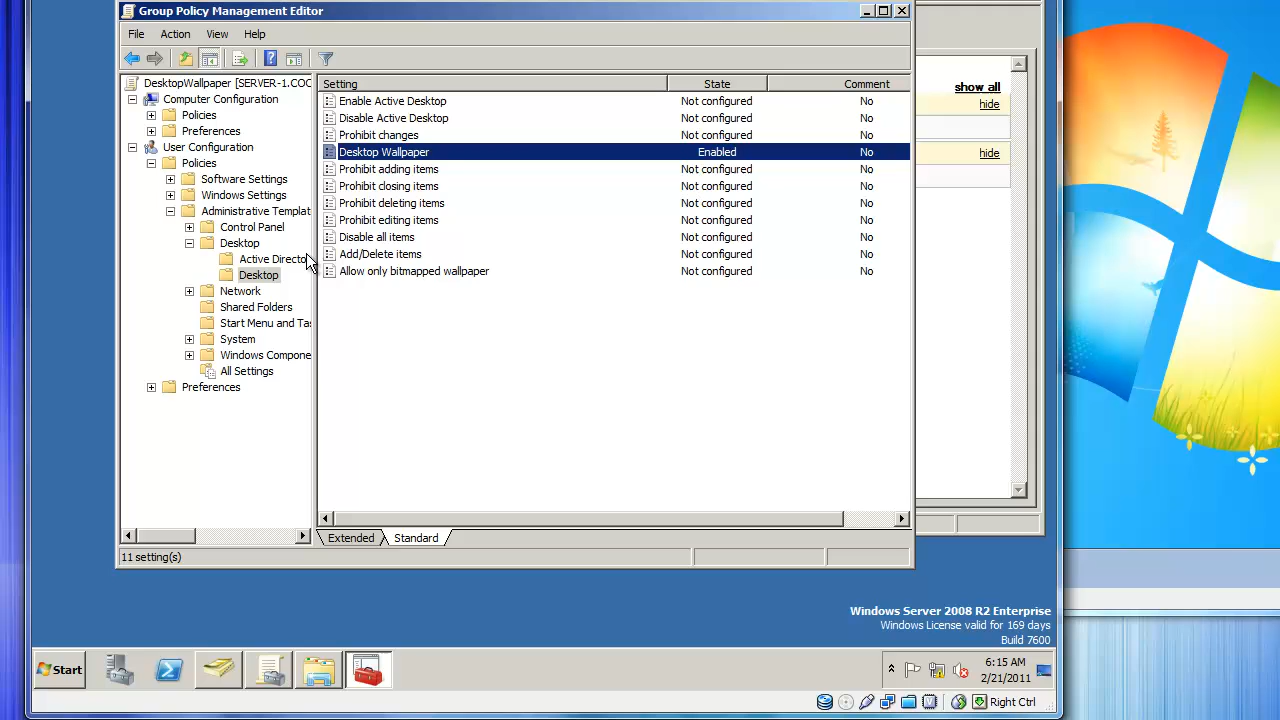 Group Policy Management Editor
File Action View Help
DesktopWallpaper [SERVER-1.COC
Computer Configuration
Policies
Preferences
User Configuration
Policies
Software Settings
Windows Settings
Administrative Templat
Control Panel
Desktop
Active Directo
Desktop
Network
Shared Folders
Start Menu and Tas
System
Windows Compone
All Settings
Preferences
Setting State Comment
Enable Active Desktop Not configured No
Disable Active Desktop Not configured No
Prohibit changes Not configured No
Desktop Wallpaper Enabled No
Prohibit adding items Not configured No
Prohibit closing items Not configured No
Prohibit deleting items Not configured No
Prohibit editing items Not configured No
Disable all items Not configured No
Add/Delete items Not configured No
Allow only bitmapped wallpaper Not configured No
Extended Standard
11 setting(s)
show all
hide
hide
Windows Server 2008 R2 Enterprise
Windows License valid for 169 days
Build 7600
Start
6:15 AM
2/21/2011
Right Ctrl